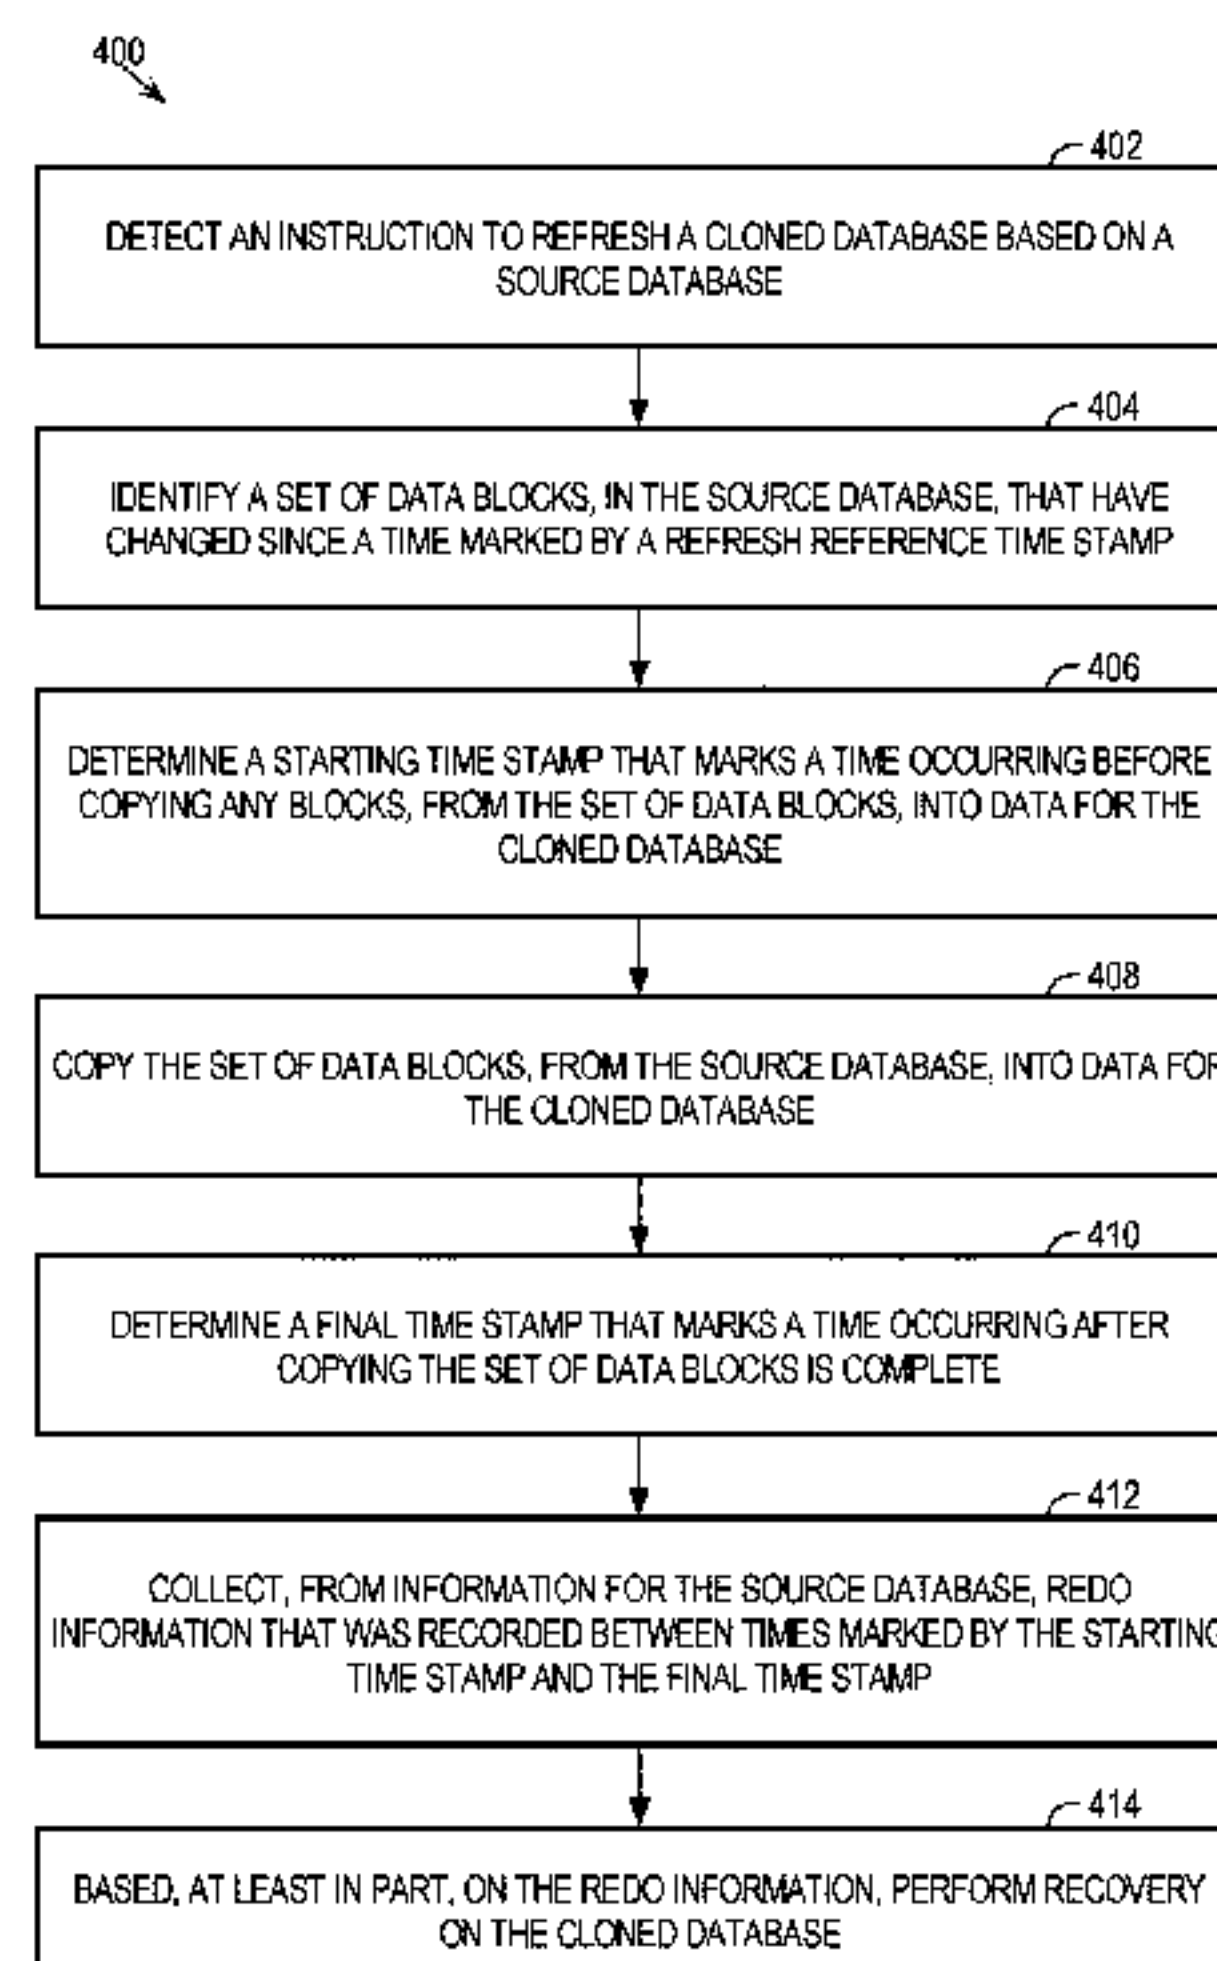 400
402
DETECT AN INSTRUCTION TO REFRESH A CLONED DATABASE BASED ON A
SOURCE DATABASE
404
IDENTIFY A SET OF DATA BLOCKS, IN THE SOURCE DATABASE, THAT HAVE
CHANGED SINCE A TIME MARKED BY A REFRESH REFERENCE TIME STAMP
406
DETERMINE A STARTING TIME STAMP THAT MARKS A TIME OCCURRING BEFORE
COPYING ANY BLOCKS, FROM THE SET OF DATA BLOCKS, INTO DATA FOR THE
CLONED DATABASE
408
COPY THE SET OF DATA BLOCKS, FROM THE SOURCE DATABASE, INTO DATA FOR
THE CLONED DATABASE
410
DETERMINE A FINAL TIME STAMP THAT MARKS A TIME OCCURRING AFTER
COPYING THE SET OF DATA BLOCKS IS COMPLETE
412
COLLECT, FROM INFORMATION FOR THE SOURCE DATABASE, REDO
INFORMATION THAT WAS RECORDED BETWEEN TIMES MARKED BY THE STARTING
TIME STAMP AND THE FINAL TIME STAMP
414
BASED, AT LEAST IN PART, ON THE REDO INFORMATION, PERFORM RECOVERY
ON THE CLONED DATABASE